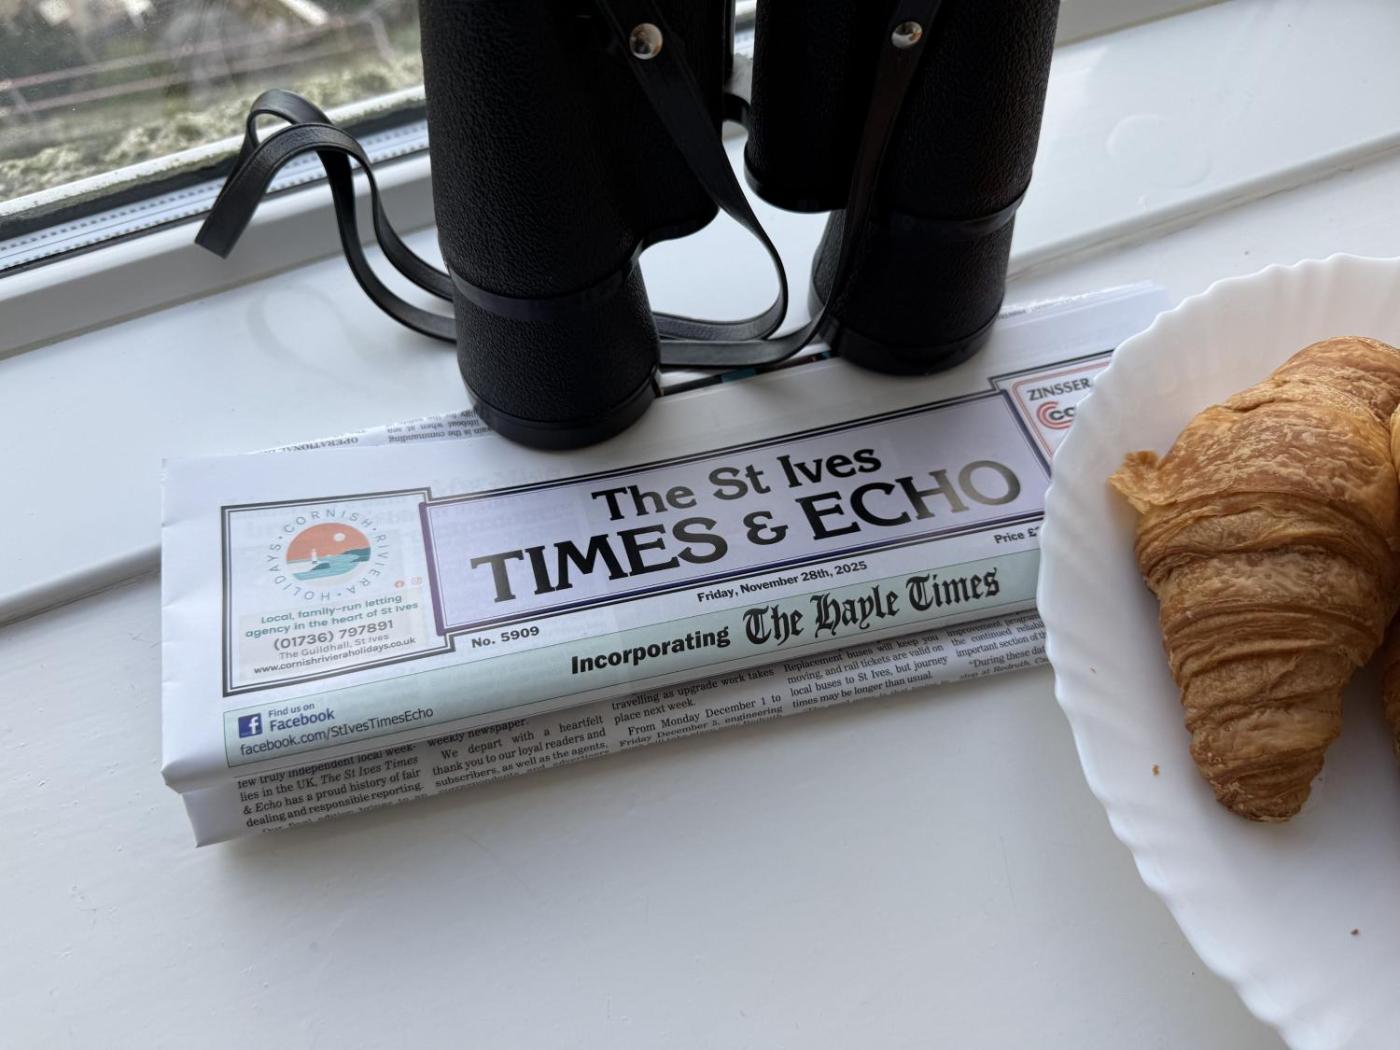 OPERATIONAL
CORNISH · RIVIERA · HOLIDAYS ·
Local, family-run letting
agency in the heart of St Ives
(01736) 797891
The Guildhall, St Ives
www.cornishrivieraholidays.co.uk
The St Ives
TIMES & ECHO
ZINSSER
No. 5909
Friday, November 28th, 2025
Price
Incorporating The Hayle Times
f
Find us on
Facebook
facebook.com/StIvesTimesEcho
few truly independent local week-
lies in the UK, The St Ives Times
& Echo has a proud history of fair
dealing and responsible reporting.
weekly newspaper.
We depart with a heartfelt
thank you to our loyal readers and
subscribers, as well as the agents,
travelling as upgrade work takes
place next week.
From Monday December 1 to
Friday December 5, engineering
Replacement buses will keep you
moving, and rail tickets are valid on
local buses to St Ives, but journey
times may be longer than usual.
improvement
the continued
important section of the
"During these
stop at Redruth,